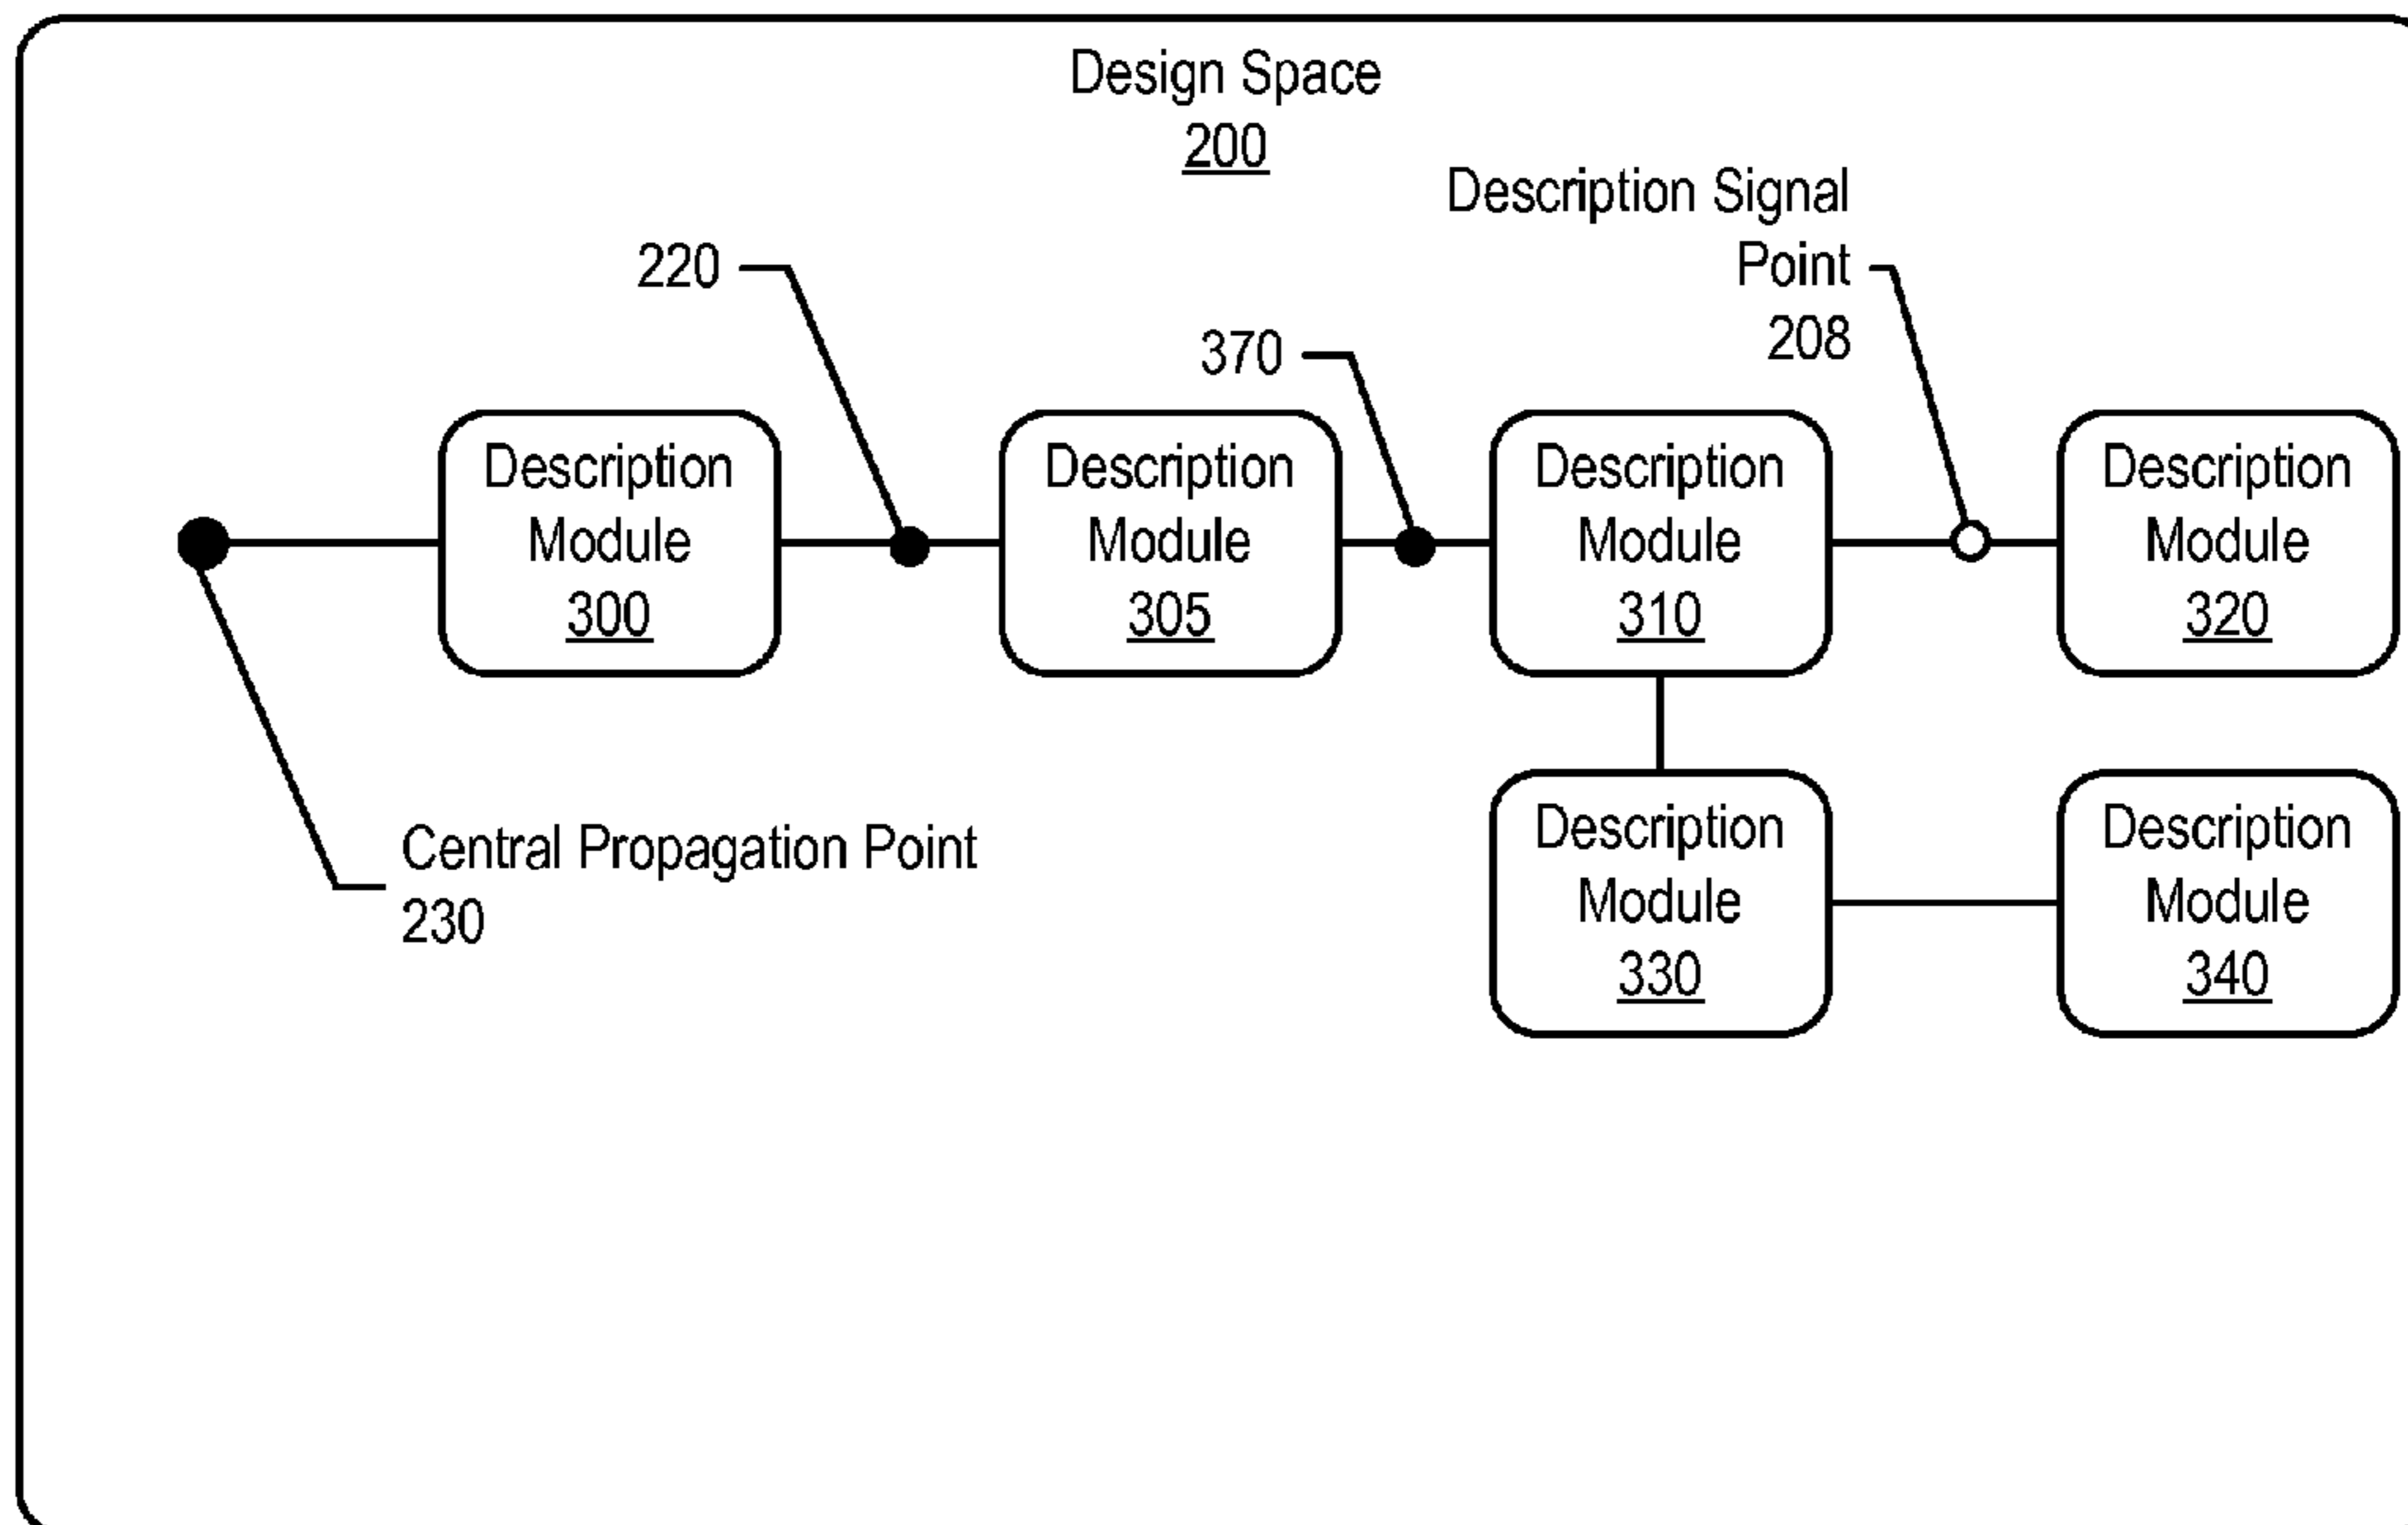 Design Space
200
Description Signal
Point
208
220
370
Description
Module
300
Description
Module
305
Description
Module
310
Description
Module
320
Central Propagation Point
230
Description
Module
330
Description
Module
340